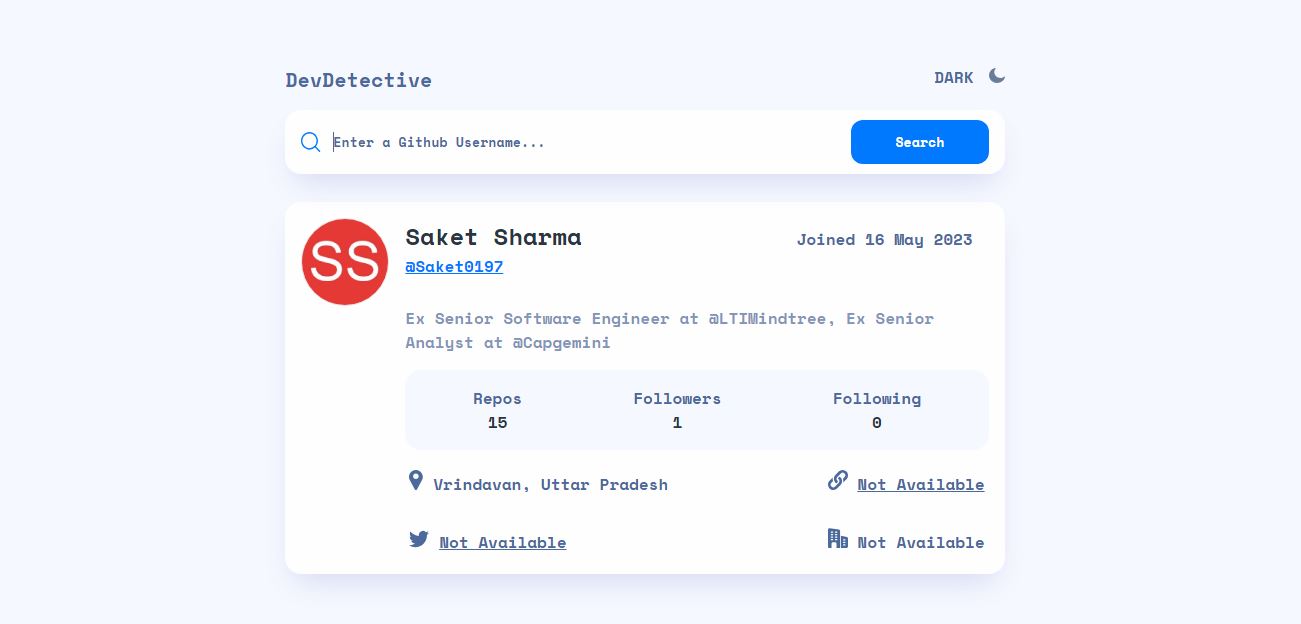 DevDetective
DARK
Enter a Github Username...
Search
SS
Saket Sharma
Joined 16 May 2023
@Saket0197
Ex Senior Software Engineer at @LTIMindtree, Ex Senior
Analyst at @Capgemini
Repos Followers Following
15 1 0
Vrindavan, Uttar Pradesh
Not Available
Not Available
Not Available